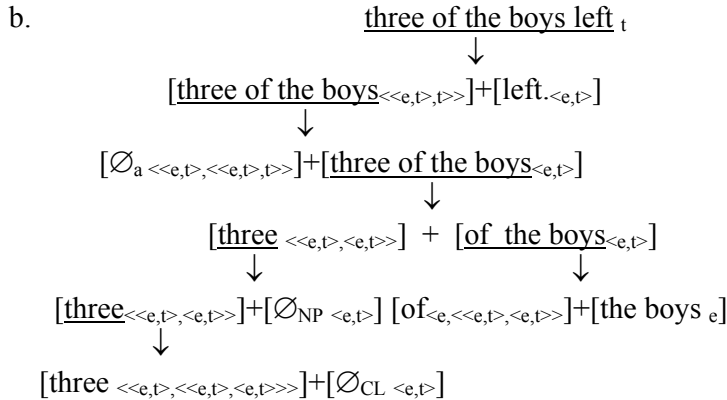 b. three of the boys left t
↓
[three of the boys<<e,t>,t>>]+[left.<e,t>]
↓
[∅a <<e,t>,<<e,t>,t>>]+[three of the boys<e,t>]
↓
[three <<e,t>,<e,t>>] + [of the boys<e,t>]
↓ ↓
[three<<e,t>,<e,t>>]+[∅NP <e,t>] [of<e,<<e,t>,<e,t>>]+[the boys e]
↓
[three <<e,t>,<<e,t>,<e,t>>>]+[∅CL <e,t>]